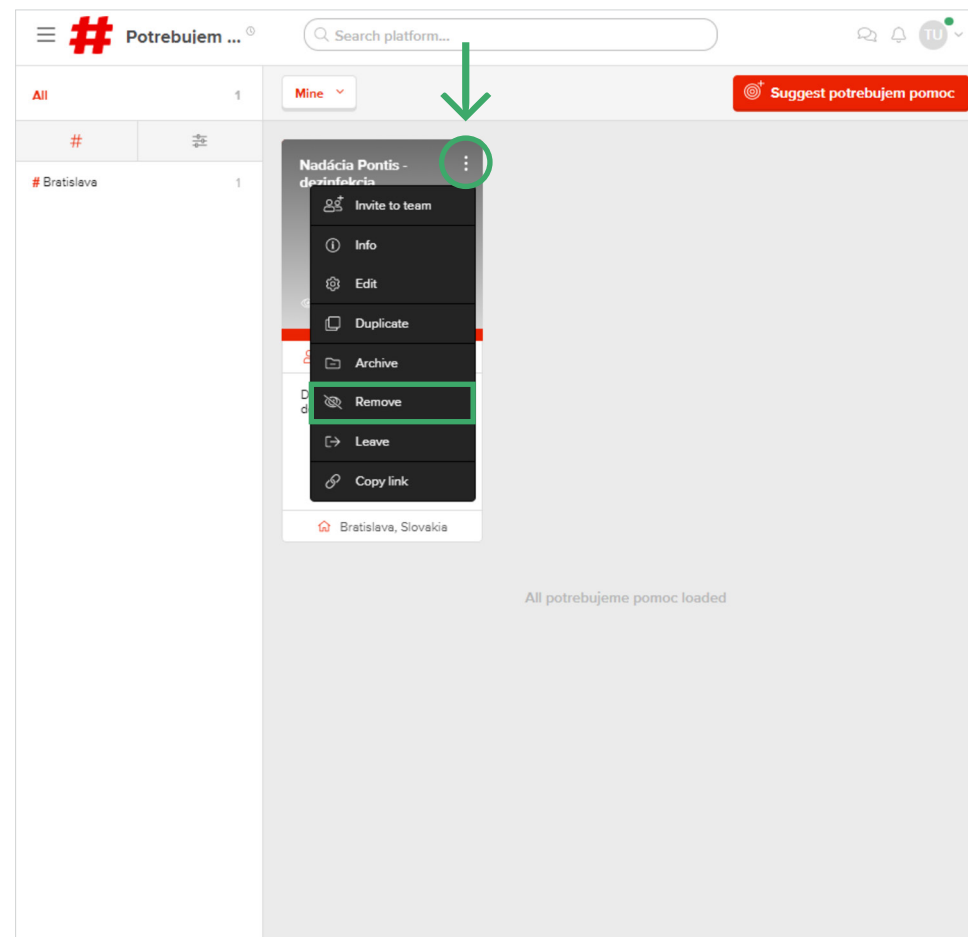 # Potrebujem ...
Search platform...
TU
All 1
Mine
Suggest potrebujem pomoc
#
# Bratislava 1
Nadácia Pontis -
dezinfekcia
Invite to team
Info
Edit
Duplicate
Archive
D
d
Remove
Leave
Copy link
Bratislava, Slovakia
All potrebujeme pomoc loaded